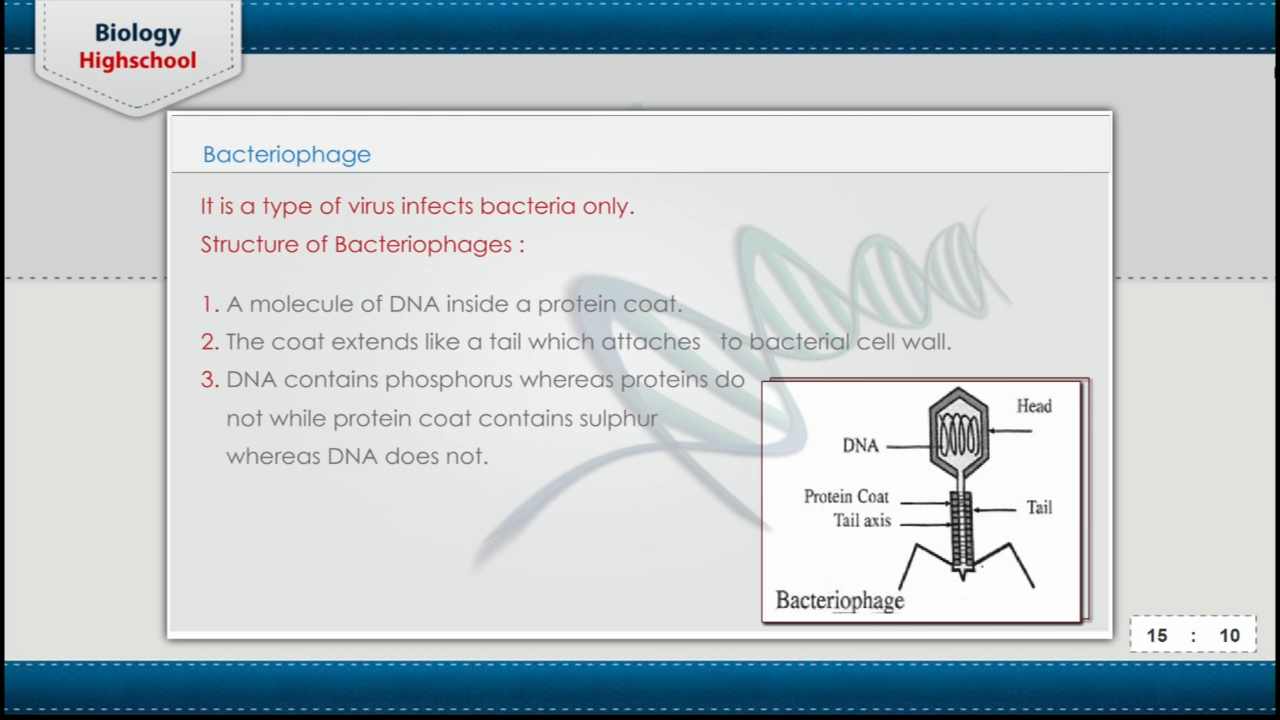 Biology
Highschool
Bacteriophage
It is a type of virus infects bacteria only.
Structure of Bacteriophages :
1. A molecule of DNA inside a protein coat.
2. The coat extends like a tail which attaches to bacterial cell wall.
3. DNA contains phosphorus whereas proteins do
not while protein coat contains sulphur
whereas DNA does not.
Head
DNA
Protein Coat
Tail
Tail axis
Bacteriophage
15 : 10